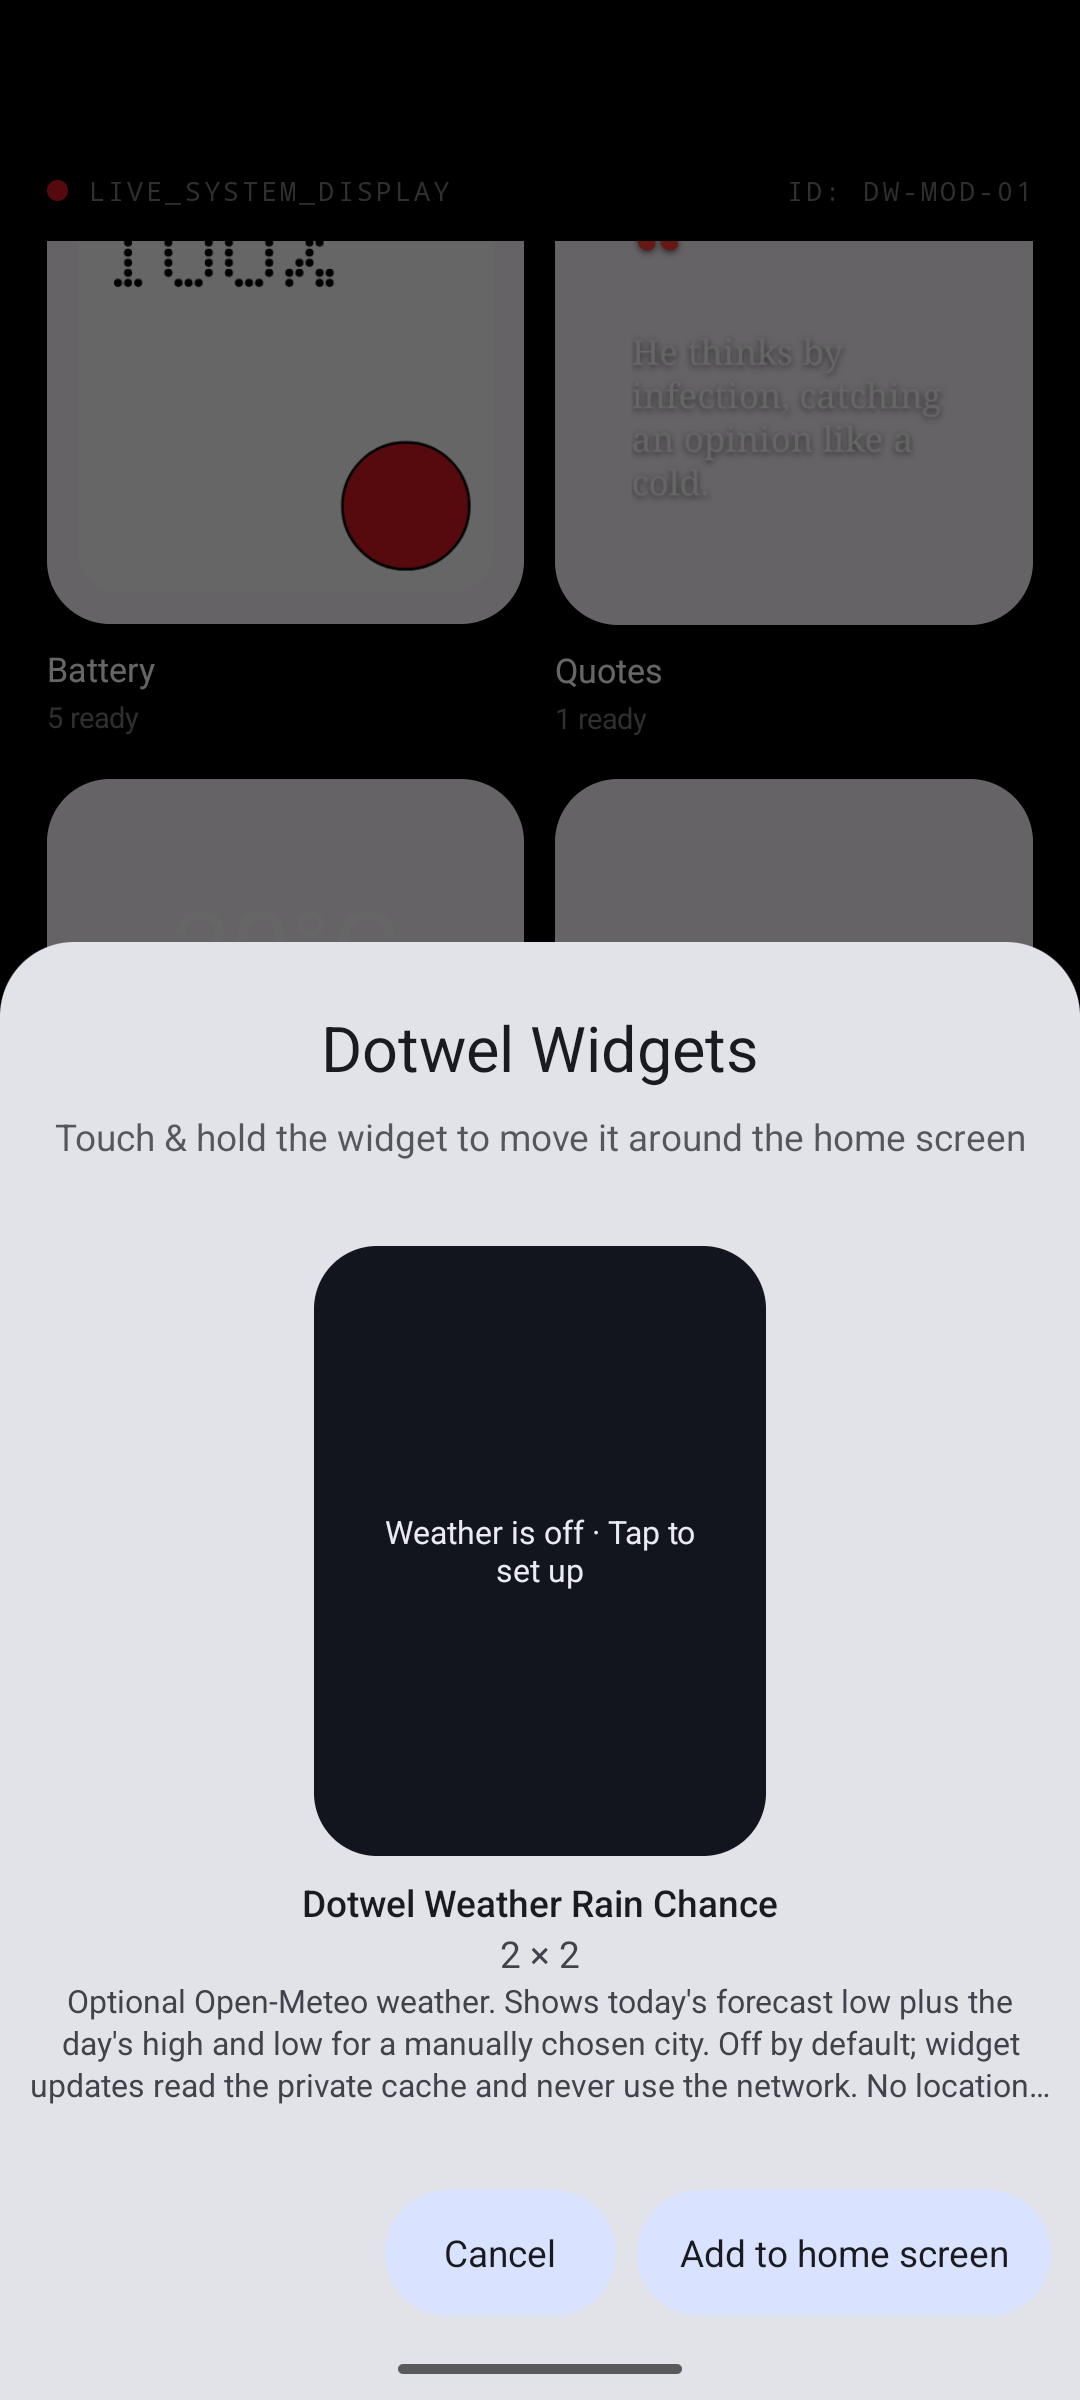 LIVE_SYSTEM_DISPLAY
ID: DW-MOD-01
100%
He thinks by
infection, catching
an opinion like a
cold.
Battery
5 ready
Quotes
1 ready
Dotwel Widgets
Touch & hold the widget to move it around the home screen
Weather is off · Tap to
set up
Dotwel Weather Rain Chance
2 × 2
Optional Open-Meteo weather. Shows today's forecast low plus the
day's high and low for a manually chosen city. Off by default; widget
updates read the private cache and never use the network. No location…
Cancel
Add to home screen